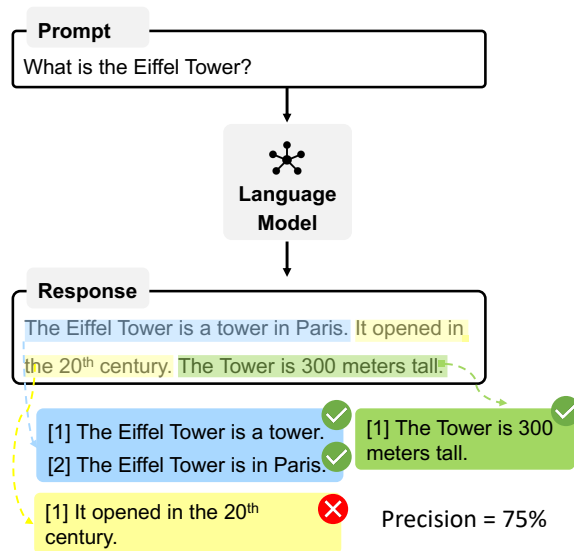 Prompt
What is the Eiffel Tower?
Language
Model
Response
The Eiffel Tower is a tower in Paris. It opened in
the 20th century. The Tower is 300 meters tall.
[1] The Eiffel Tower is a tower.
[2] The Eiffel Tower is in Paris.
[1] The Tower is 300
meters tall.
[1] It opened in the 20th
century.
Precision = 75%